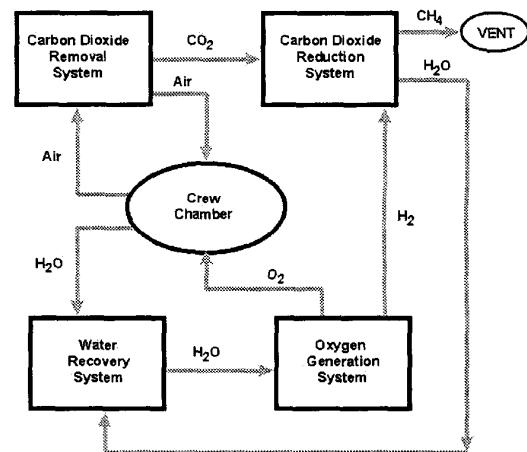 Carbon Dioxide
Removal
System
CO2
Carbon Dioxide
Reduction
System
CH4
VENT
H2O
Air
Air
Crew
Chamber
H2
H2O
O2
Water
Recovery
System
H2O
Oxygen
Generation
System